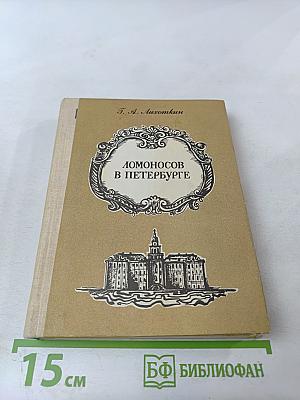 Г. А. Лихоткин
ЛОМОНОСОВ
В ПЕТЕРБУРГЕ
15 см
БФ БИБЛИОФАН